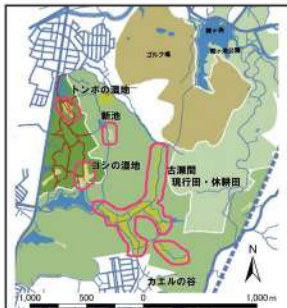 ゴルフ場
トンボの湿地
新池
ヨシの湿地
古瀬間
現行田・休耕田
カエルの谷
N
1,000 m
500
0
1,000 m